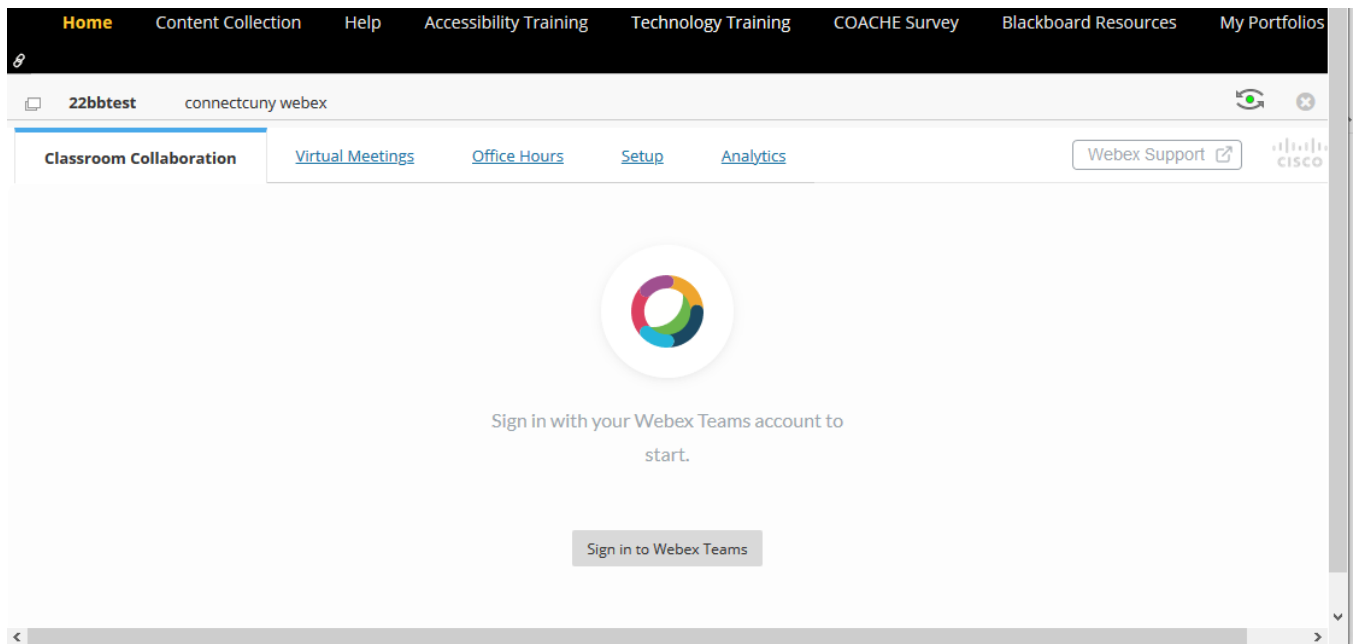 Home Content Collection Help Accessibility Training Technology Training COACHE Survey Blackboard Resources My Portfolios
22bbtest connectcuny webex
Classroom Collaboration Virtual Meetings Office Hours Setup Analytics Webex Support
CISCO
Sign in with your Webex Teams account to
start.
Sign in to Webex Teams